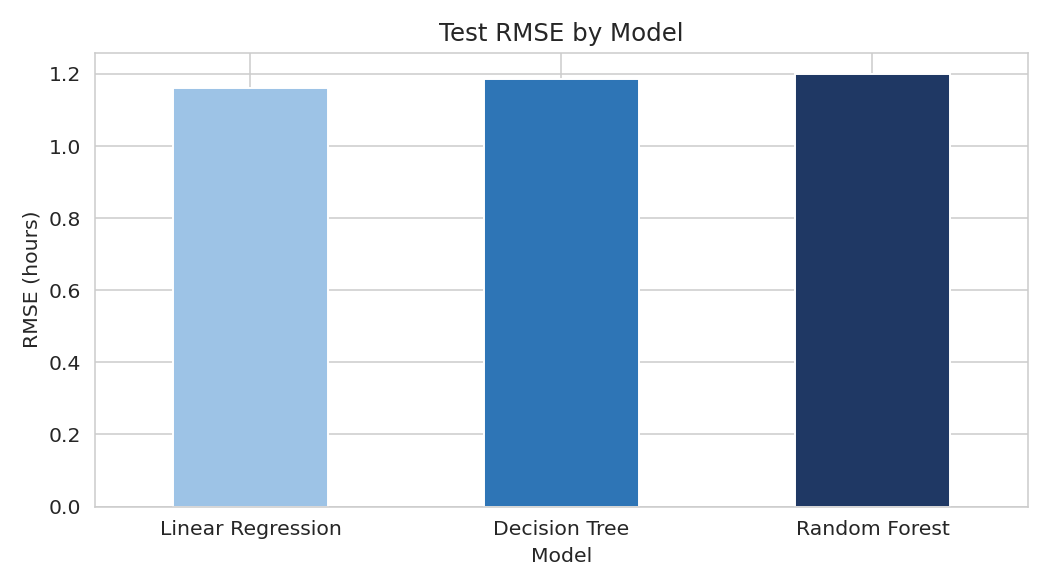 Test RMSE by Model
RMSE (hours)
1.2
1.0
0.8
0.6
0.4
0.2
0.0
Linear Regression
Decision Tree
Random Forest
Model